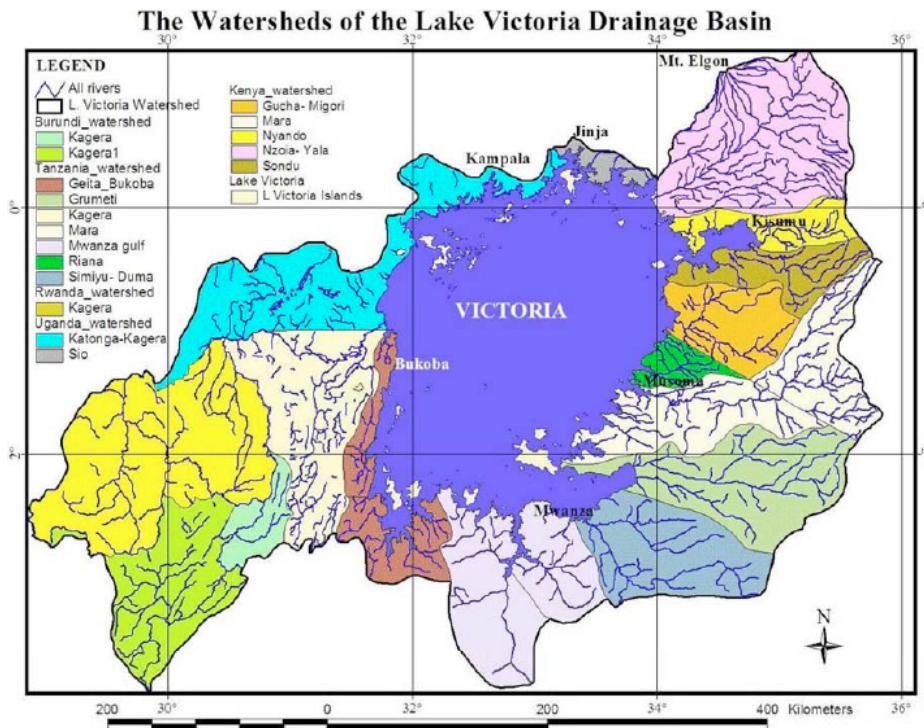 The Watersheds of the Lake Victoria Drainage Basin
30° 32° 34° 36°
LEGEND
All rivers
L. Victoria Watershed
Burundi_watershed
Kagera
Kagera1
Tanzania_watershed
Geita_Bukoba
Grumeti
Kagera
Mara
Mwanza gulf
Riana
Simiyu- Duma
Rwanda_watershed
Kagera
Uganda_watershed
Katonga-Kagera
Sio
Kenya_watershed
Gucha- Migori
Mara
Nyando
Nzoia- Yala
Sondu
Lake Victoria
L Victoria Islands
Mt. Elgon
Jinja
Kampala
0°
Kisumu
VICTORIA
Bukoba
Musoma
2°
Mwanza
N
30° 32° 34° 36°
200 0 200 400 Kilometers